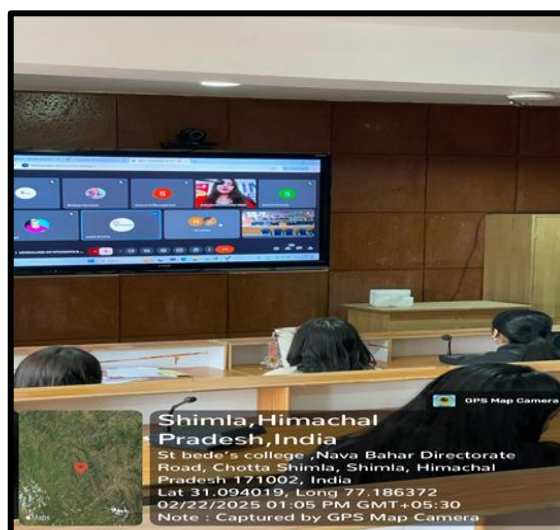 S
S
H
GPS Map Camera
Shimla,Himachal
Pradesh,India
St bede's college ,Nava Bahar Directorate
Road, Chotta Shimla, Shimla, Himachal
Pradesh 171002, India
Lat 31.094019, Long 77.186372
02/22/2025 01:05 PM GMT+05:30
Note : Captured by GPS Map Camera
Maps